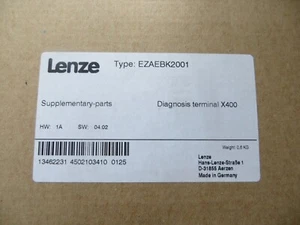 Lenze Type: EZAEBK2001
Supplementary-parts Diagnosis terminal X400
HW: 1A SW: 04.02
Weight: 0,5 KG
13462231 4502103410 0125
Lenze
Hans-Lenze-Straße 1
D-31855 Aerzen
Made in Germany